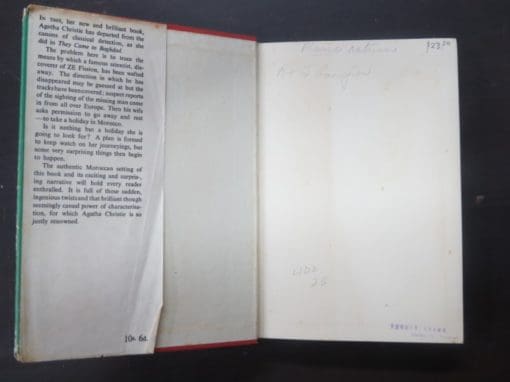 IN THIS, her new and brilliant book,
Agatha Christie has departed from the
canons of classical detection, as she
did in They Came to Baghdad.
The problem here is to trace the
means by which a famous scientist, dis-
coverer of ZE Fission, has been wafted
away. The direction in which he has
disappeared may be guessed at but the
tracks have been covered; suspect reports
of the sighting of the missing man come
in from all over Europe. Then his wife
asks permission to go away and rest
—to take a holiday in Morocco.
Is it nothing but a holiday she is
going to look for? A plan is formed
to keep watch on her journeyings, but
some very surprising things then begin
to happen.
The authentic Moroccan setting of
this book and its exciting and surpris-
ing narrative will hold every reader
enthralled. It is full of those sudden,
ingenious twists and that brilliant though
seemingly casual power of characterisa-
tion, for which Agatha Christie is so
justly renowned.
10s. 6d.